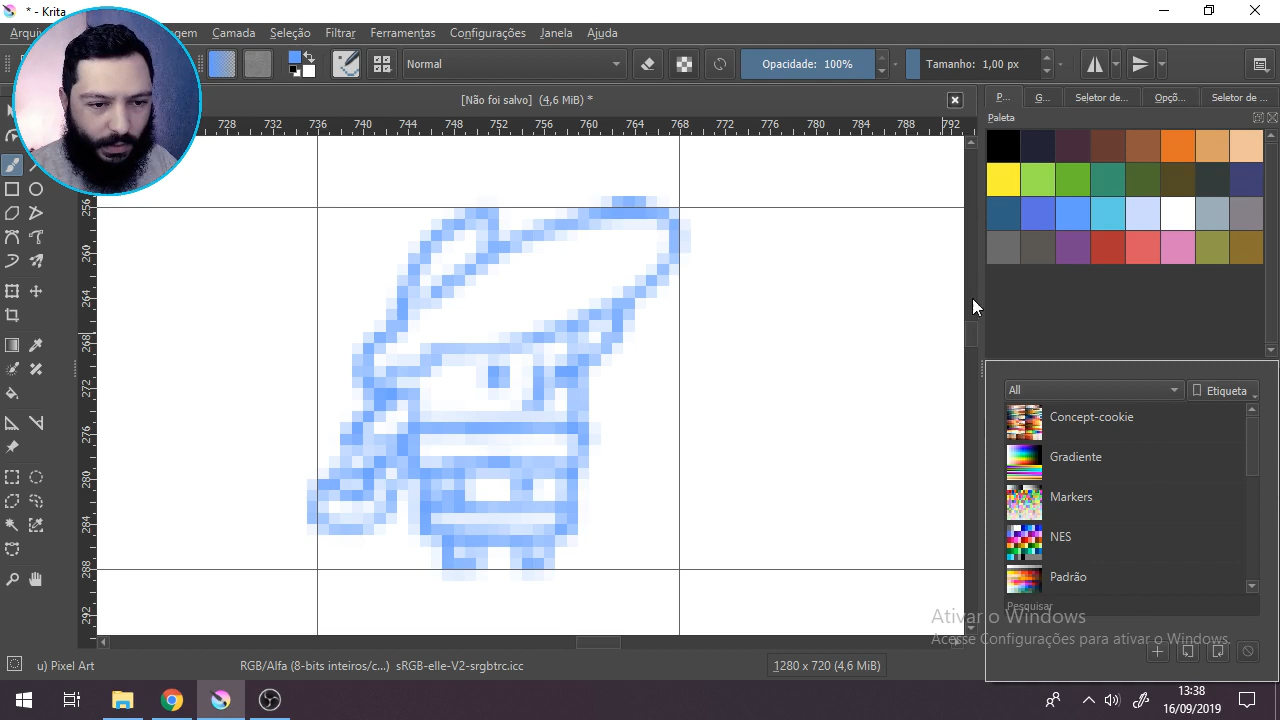 * - Krita
Arqui
agem
Camada
Seleção
Filtrar
Ferramentas
Configurações
Janela
Ajuda
Normal
Opacidade: 100%
Tamanho: 1,00 px
[Não foi salvo] (4,6 MiB) *
P...
G...
Seletor de...
Opçõ...
Seletor de ...
Paleta
728 732 736 740 744 748 752 756 760 764 768 772 776 780 784 788 792
256
260
264
268
272
276
280
284
288
292
All
Etiqueta
Concept-cookie
Gradiente
Markers
NES
Padrão
Pesquisar
Ativar o Windows
Acesse Configurações para ativar o Windows.
u) Pixel Art
RGB/Alfa (8-bits inteiros/c...) sRGB-elle-V2-srgbtrc.icc
1280 x 720 (4,6 MiB)
13:38
16/09/2019